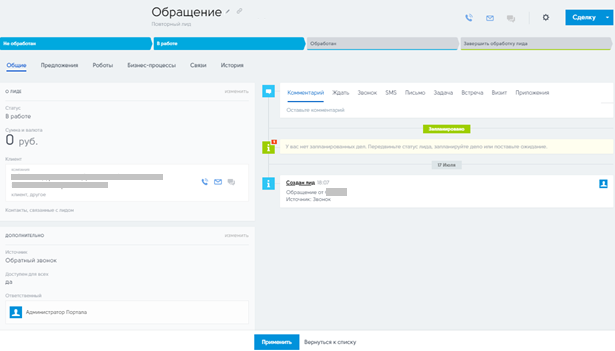 Обращение
Повторный лид
Сделку
Не обработан
В работе
Обработан
Завершить обработку лида
Общие Предложения Роботы Бизнес-процессы Связи История
О ЛИДЕ изменить
Статус
В работе
Сумма и валюта
0 руб.
Клиент
компания
клиент, другое
Контакты, связанные с лидом
ДОПОЛНИТЕЛЬНО изменить
Источник
Обратный звонок
Доступен для всех
да
Ответственный
Администратор Портала
Комментарий Ждать Звонок SMS Письмо Задача Встреча Визит Приложения
Оставьте комментарий
Запланировано
У вас нет запланированных дел. Передвиньте статус лида, запланируйте дело или поставьте ожидание.
17 Июля
Создан лид 18:07
Обращение от
Источник: Звонок
Применить Вернуться к списку